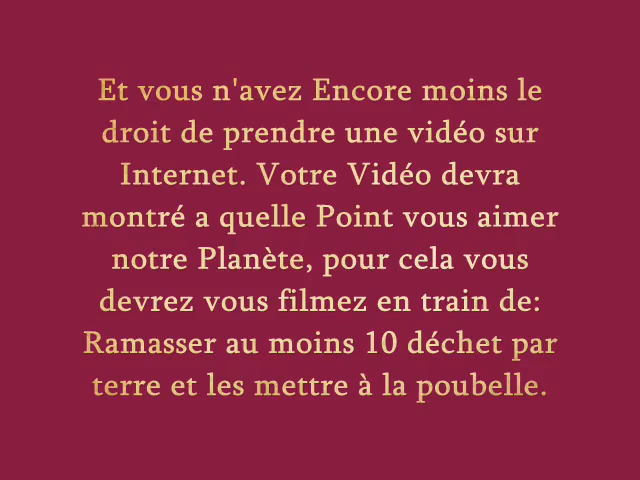 Et vous n'avez Encore moins le
droit de prendre une vidéo sur
Internet. Votre Vidéo devra
montré a quelle Point vous aimer
notre Planète, pour cela vous
devrez vous filmez en train de:
Ramasser au moins 10 déchet par
terre et les mettre à la poubelle.